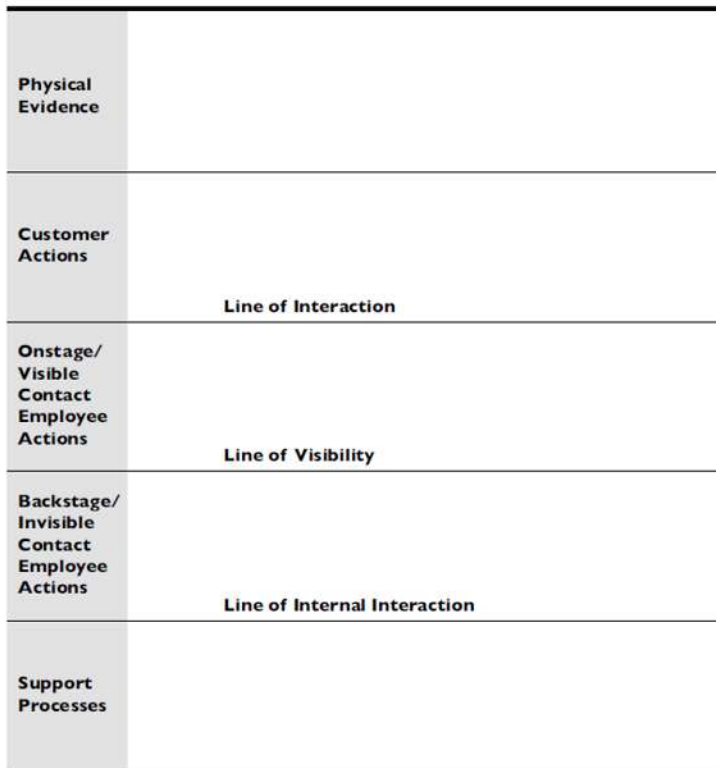 Physical
Evidence
Customer
Actions
Line of Interaction
Onstage/
Visible
Contact
Employee
Actions
Line of Visibility
Backstage/
Invisible
Contact
Employee
Actions
Line of Internal Interaction
Support
Processes